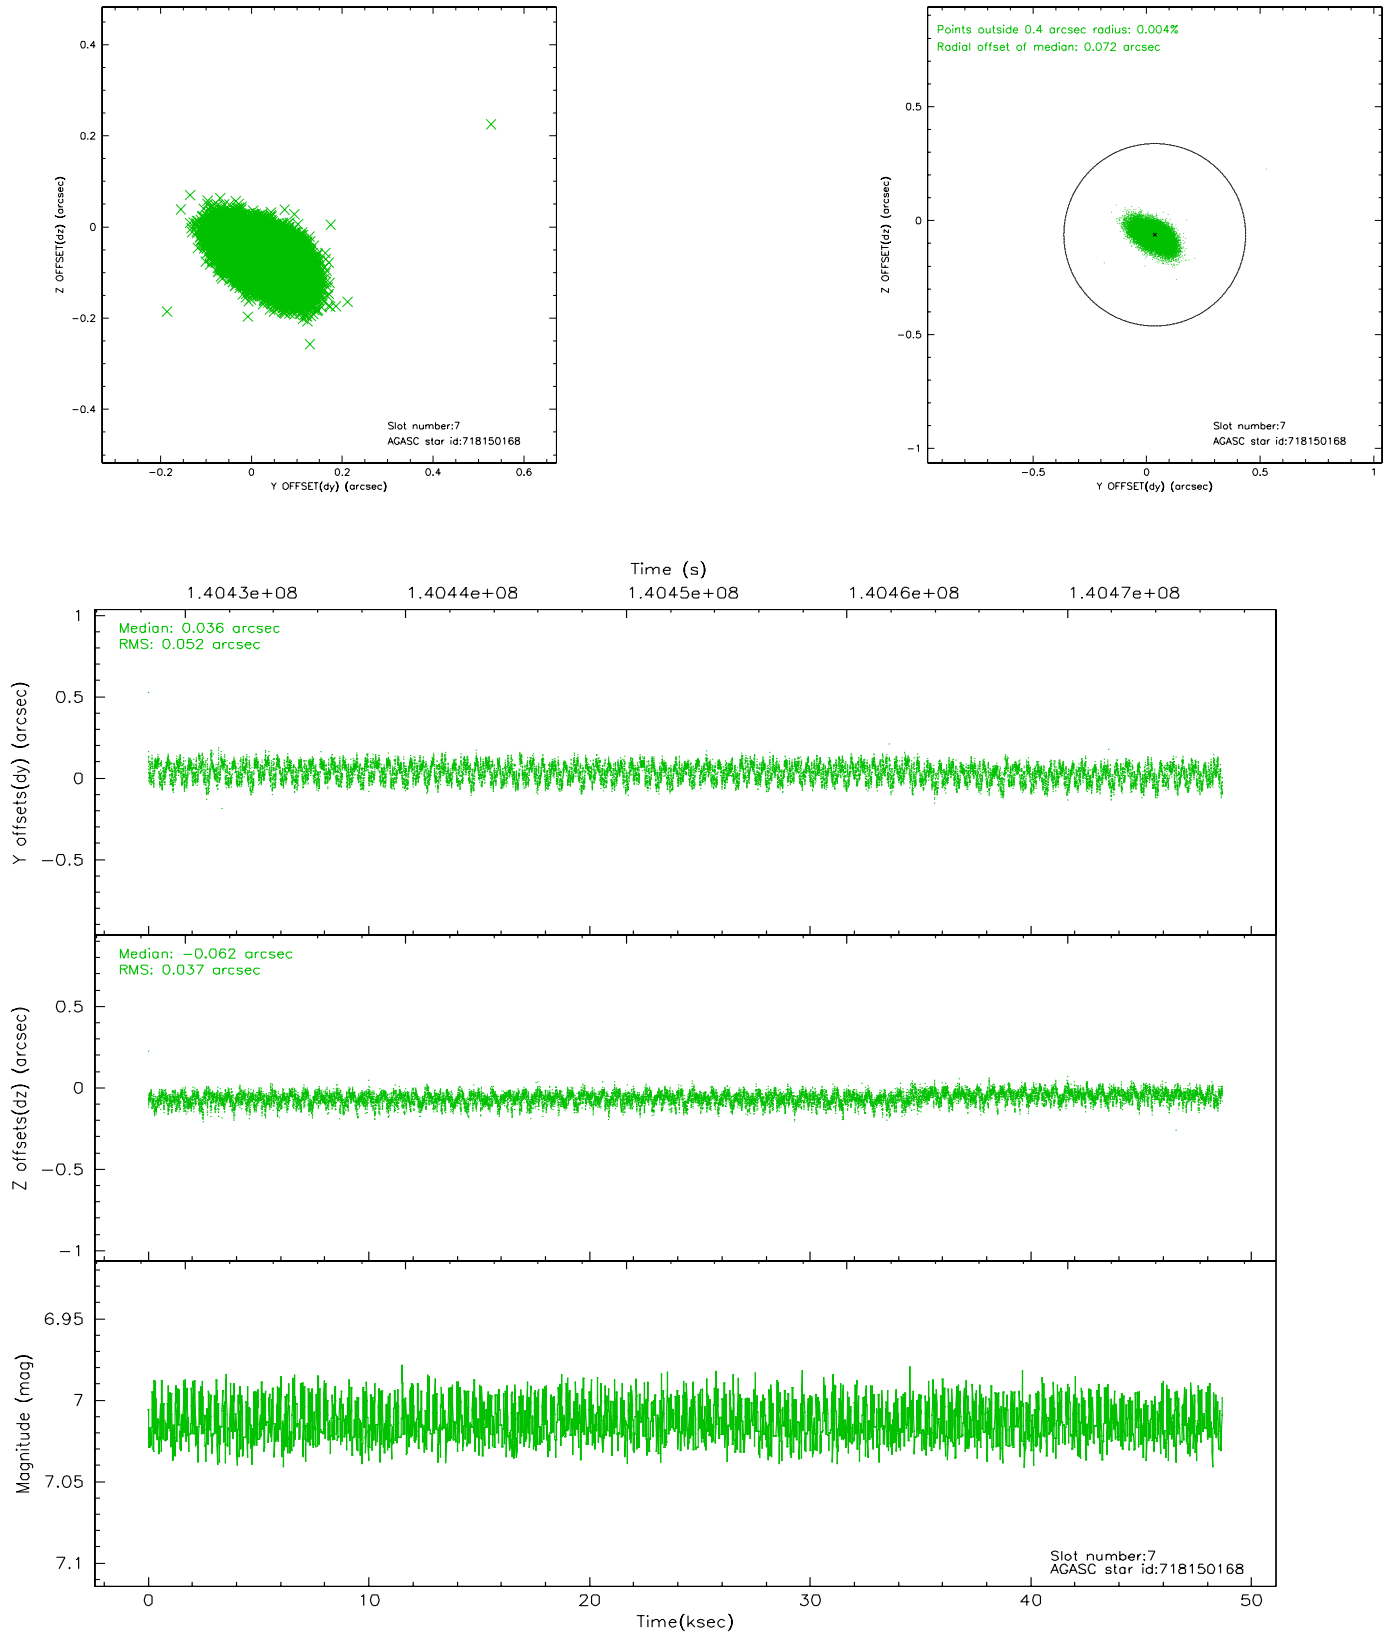 0.4
0.2
0
−0.2
−0.4
Z OFFSET(dz) (arcsec)
Slot number:7
AGASC star id:718150168
−0.2 0 0.2 0.4 0.6
Y OFFSET(dy) (arcsec)
Points outside 0.4 arcsec radius: 0.004%
Radial offset of median: 0.072 arcsec
0.5
0
−0.5
−1
Z OFFSET(dz) (arcsec)
Slot number:7
AGASC star id:718150168
−0.5 0 0.5 1
Y OFFSET(dy) (arcsec)
Time (s)
1.4043e+08 1.4044e+08 1.4045e+08 1.4046e+08 1.4047e+08
Median: 0.036 arcsec
RMS: 0.052 arcsec
1
0.5
0
−0.5
Y offsets(dy) (arcsec)
Median: −0.062 arcsec
RMS: 0.037 arcsec
0.5
0
−0.5
−1
Z offsets(dz) (arcsec)
6.95
7
7.05
7.1
Magnitude (mag)
Slot number:7
AGASC star id:718150168
0 10 20 30 40 50
Time(ksec)